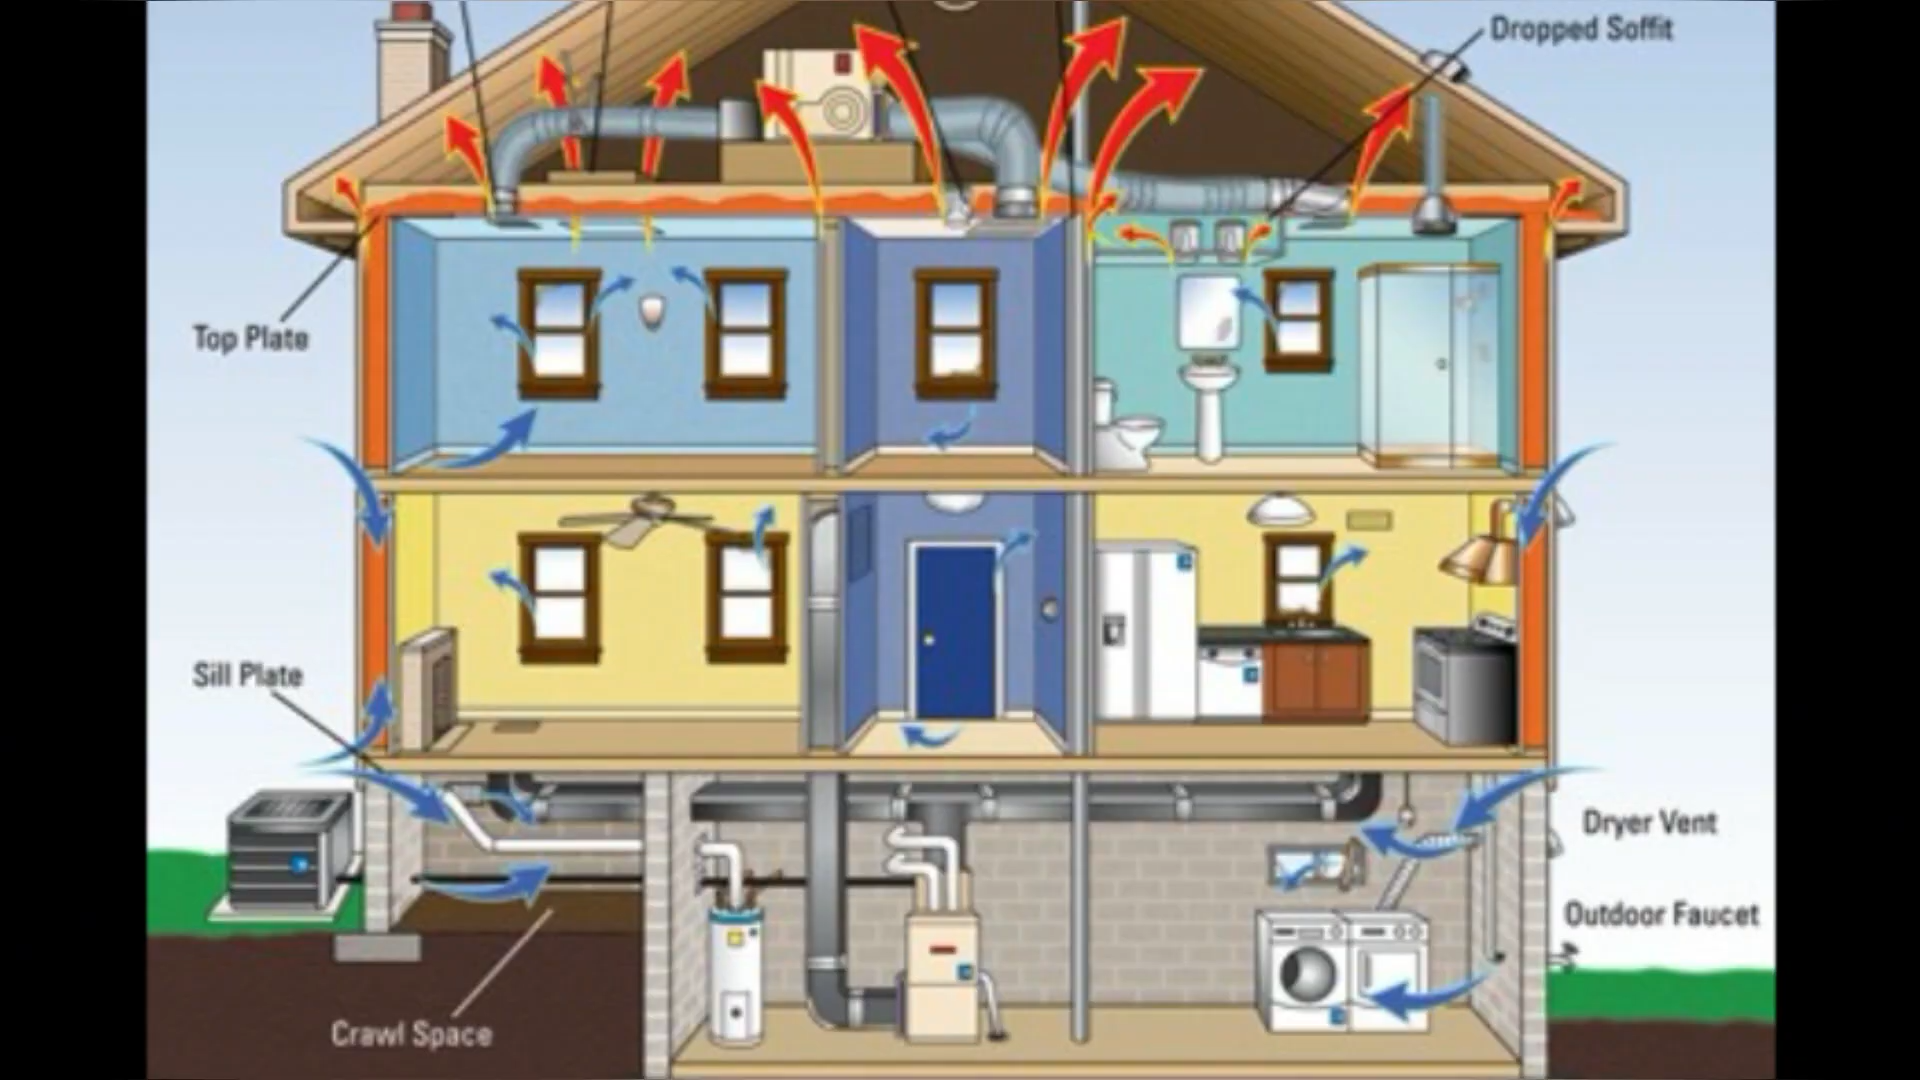 Dropped Soffit
Top Plate
Sill Plate
Dryer Vent
Outdoor Faucet
Crawl Space